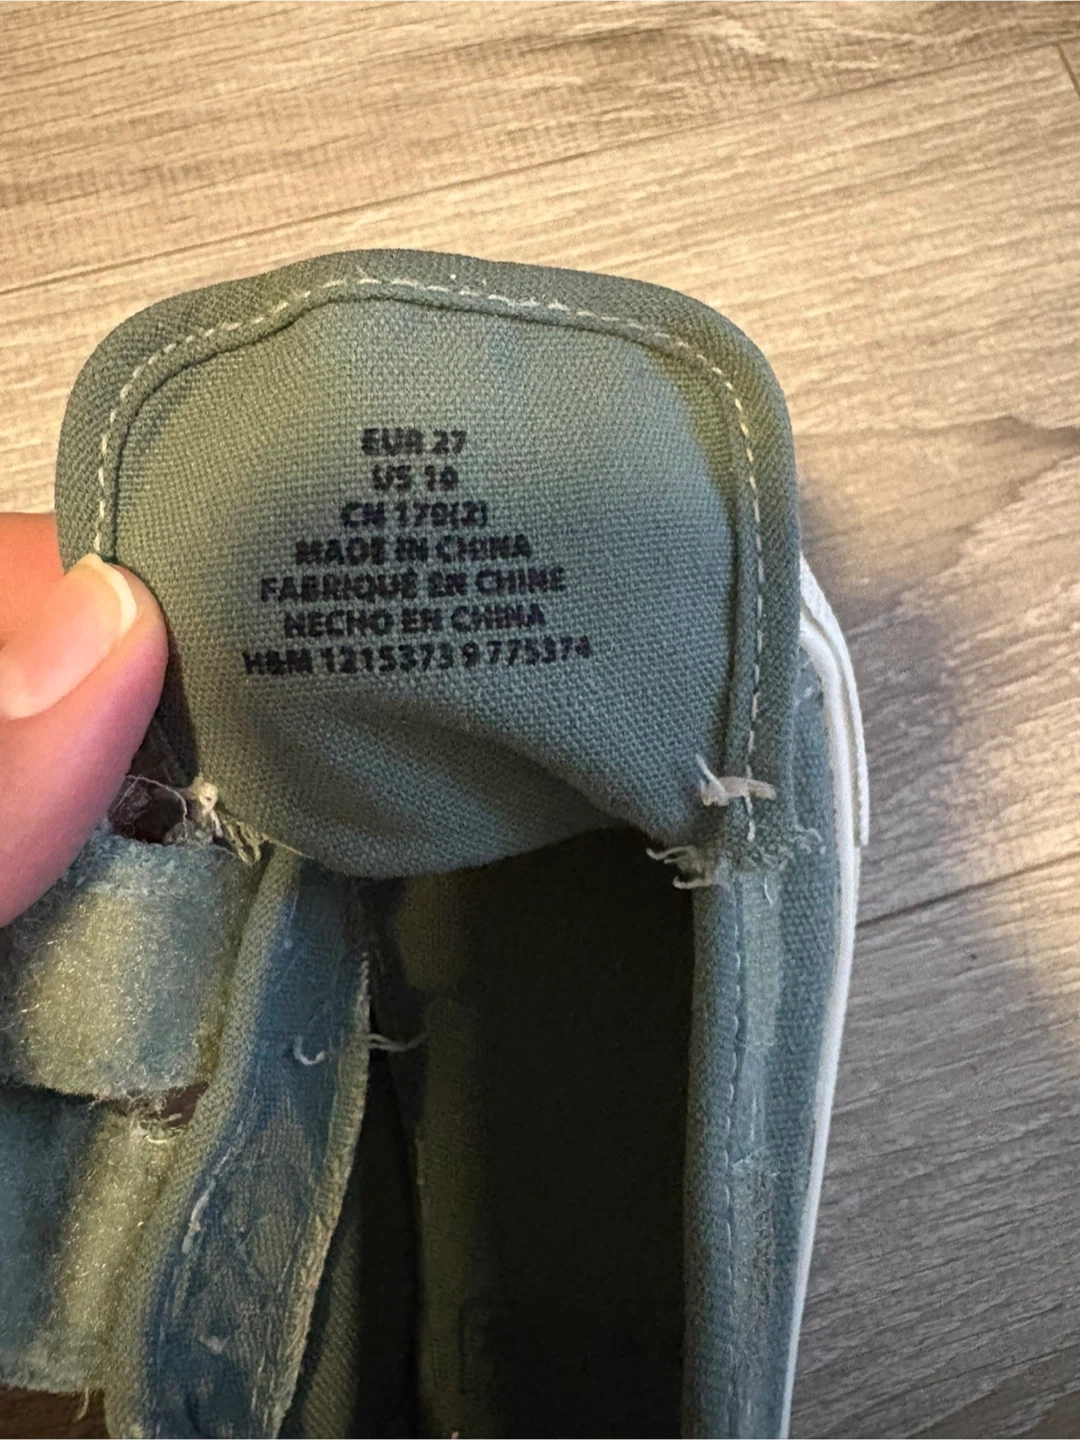 EUR 27
US 10
CN 170(2)
MADE IN CHINA
FABRIQUÉ EN CHINE
HECHO EN CHINA
H&M 1215373 9 775374